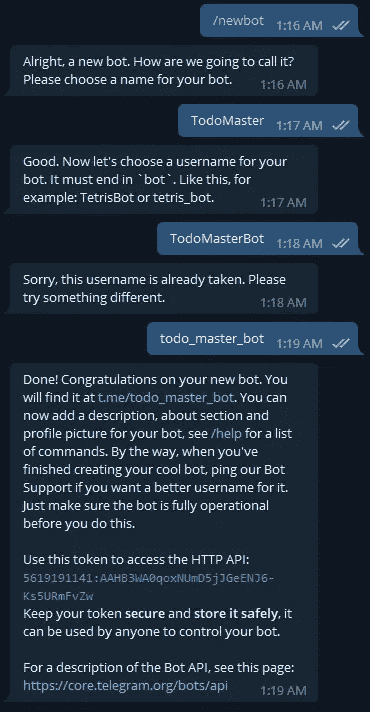 /newbot
1:16 AM
Alright, a new bot. How are we going to call it?
Please choose a name for your bot.
1:16 AM
TodoMaster
1:17 AM
Good. Now let's choose a username for your
bot. It must end in `bot`. Like this, for
example: TetrisBot or tetris_bot.
1:17 AM
TodoMasterBot
1:18 AM
Sorry, this username is already taken. Please
try something different.
1:18 AM
todo_master_bot
1:19 AM
Done! Congratulations on your new bot. You
will find it at t.me/todo_master_bot. You can
now add a description, about section and
profile picture for your bot, see /help for a list
of commands. By the way, when you've
finished creating your cool bot, ping our Bot
Support if you want a better username for it.
Just make sure the bot is fully operational
before you do this.
Use this token to access the HTTP API:
5619191141:AAHB3WA0qoxNUmD5jJGeENJ6-
Ks5URmFvZw
Keep your token secure and store it safely, it
can be used by anyone to control your bot.
For a description of the Bot API, see this page:
https://core.telegram.org/bots/api
1:19 AM